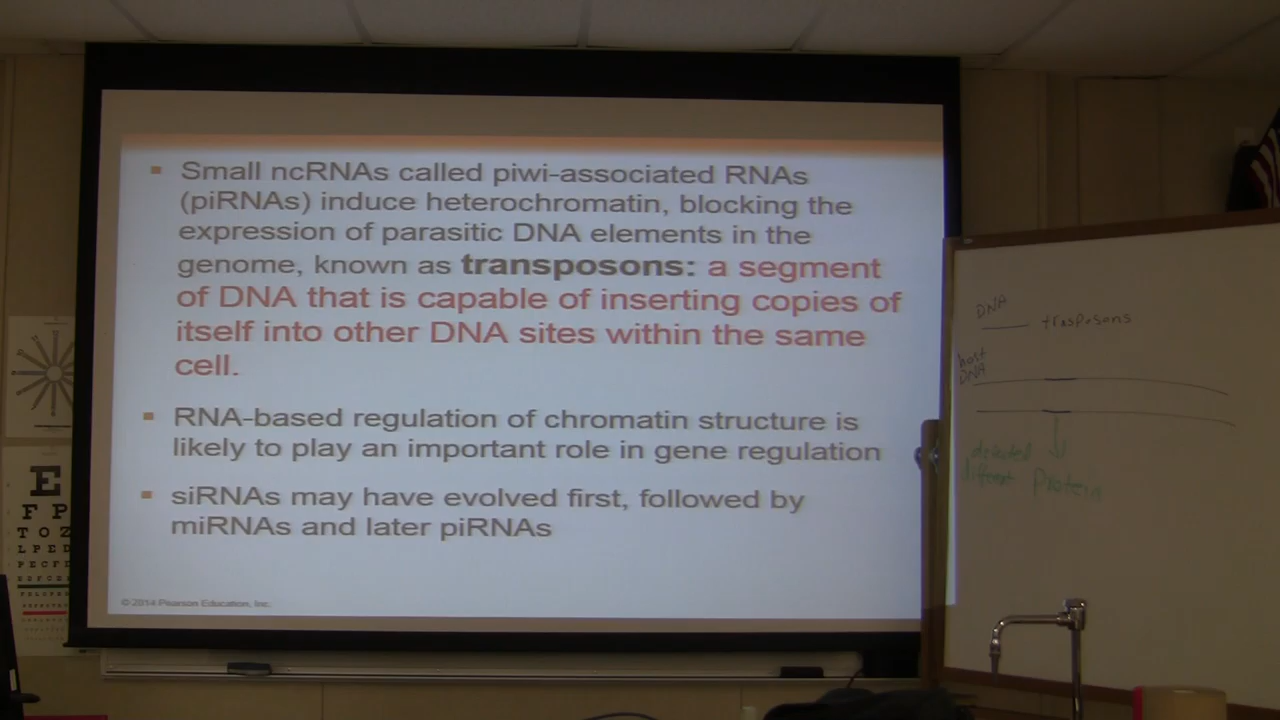 Small ncRNAs called piwi-associated RNAs
(piRNAs) induce heterochromatin, blocking the
expression of parasitic DNA elements in the
genome, known as transposons: a segment
of DNA that is capable of inserting copies of
itself into other DNA sites within the same
cell.
RNA-based regulation of chromatin structure is
likely to play an important role in gene regulation
siRNAs may have evolved first, followed by
miRNAs and later piRNAs
© 2014 Pearson Education, Inc.
DNA
trasposons
host
DNA
different Protein
E
F P
T O Z
L P E D
P E C F